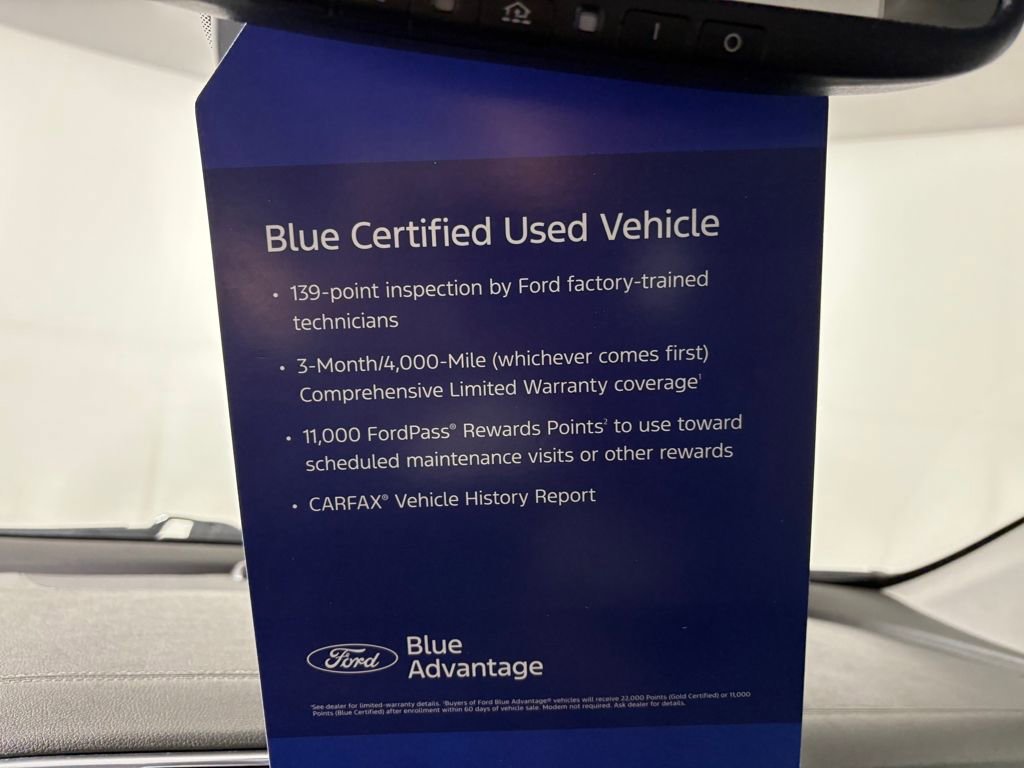 I O
Blue Certified Used Vehicle
• 139-point inspection by Ford factory-trained
technicians
• 3-Month/4,000-Mile (whichever comes first)
Comprehensive Limited Warranty coverage¹
• 11,000 FordPass® Rewards Points² to use toward
scheduled maintenance visits or other rewards
• CARFAX® Vehicle History Report
Ford
Blue
Advantage
¹See dealer for limited-warranty details. ²Buyers of Ford Blue Advantage® vehicles will receive 22,000 Points (Gold Certified) or 11,000
Points (Blue Certified) after enrollment within 60 days of vehicle sale. Modem not required. Ask dealer for details.